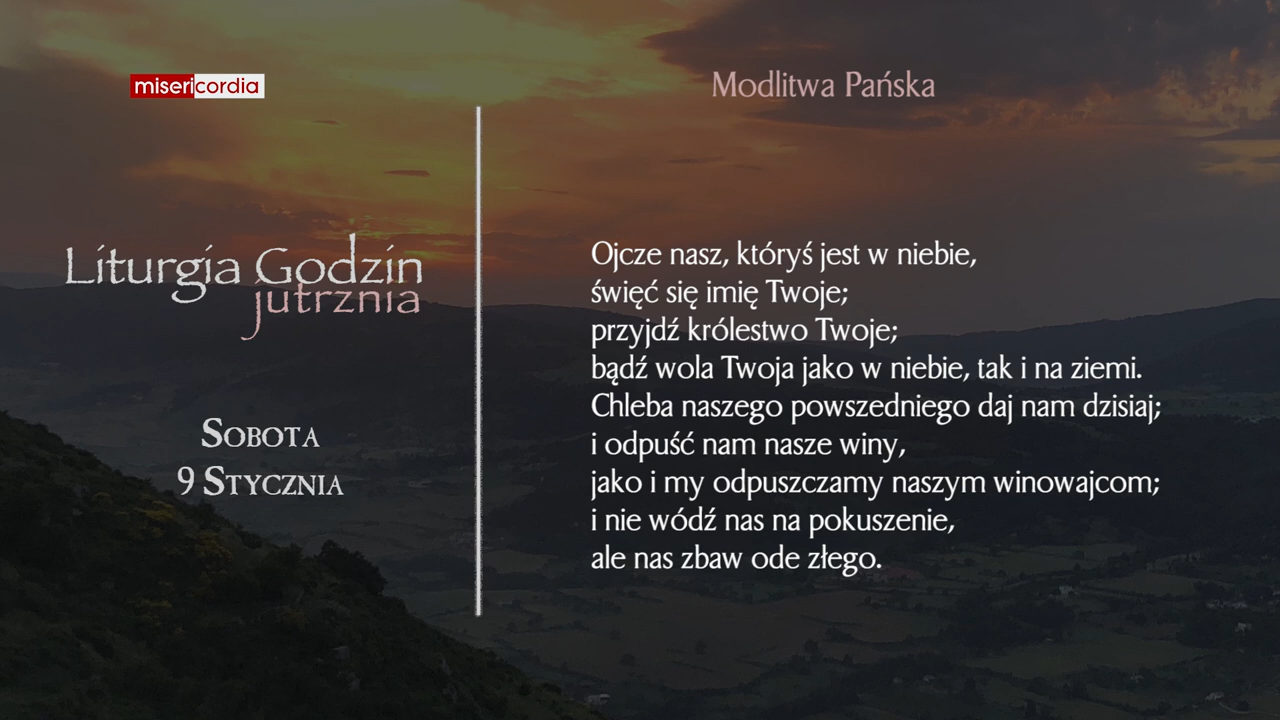 misericordia
Liturgia Godzin
jutrznia
Sobota
9 Stycznia
Modlitwa Pańska
Ojcze nasz, któryś jest w niebie,
święć się imię Twoje;
przyjdź królestwo Twoje;
bądź wola Twoja jako w niebie, tak i na ziemi.
Chleba naszego powszedniego daj nam dzisiaj;
i odpuść nam nasze winy,
jako i my odpuszczamy naszym winowajcom;
i nie wódź nas na pokuszenie,
ale nas zbaw ode złego.